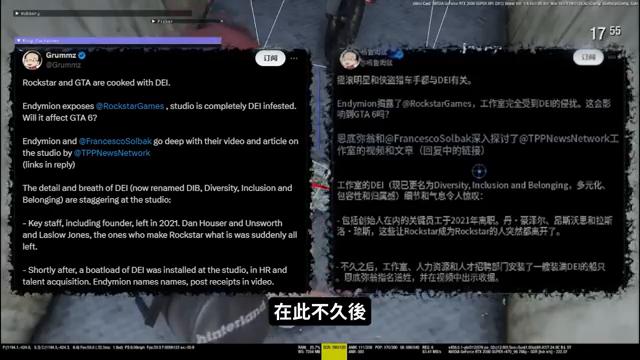 17 55
Grummz
@Grummz
订阅
Rockstar and GTA are cooked with DEI.
Endymion exposes @RockstarGames , studio is completely DEI infested.
Will it affect GTA 6?
Endymion and @FrancescoSolbak go deep with their video and article on
the studio by @TPPNewsNetwork
(links in reply)
The detail and breath of DEI (now renamed DIB, Diversity, Inclusion and
Belonging) are staggering at the studio:
- Key staff, including founder, left in 2021. Dan Houser and Unsworth
and Laslow Jones, the ones who make Rockstar what is was suddenly all
left.
- Shortly after, a boatload of DEI was installed at the studio, in HR and
talent acquisition. Endymion names names, post receipts in video.
订阅
摇滚明星和侠盗猎车手都与DEI有关。
Endymion揭露了@RockstarGames，工作室完全受到DEI的侵扰。这会影
响到GTA 6吗？
恩底弥翁和@FrancescoSolbak深入探讨了@TPPNewsNetwork工
作室的视频和文章（回复中的链接）
工作室的DEI（现已更名为Diversity, Inclusion and Belonging，多元化、
包容性和归属感）细节和气息令人惊叹：
- 包括创始人在内的关键员工于2021年离职。丹·豪泽尔、昂斯沃思和拉斯
洛·琼斯，这些让Rockstar成为Rockstar的人突然都离开了。
- 不久之后，工作室、人力资源和人才招聘部门安装了一艘装满DEI的船只
。恩底弥翁指名道姓，并在视频中出示收据。
hinterland
在此不久後